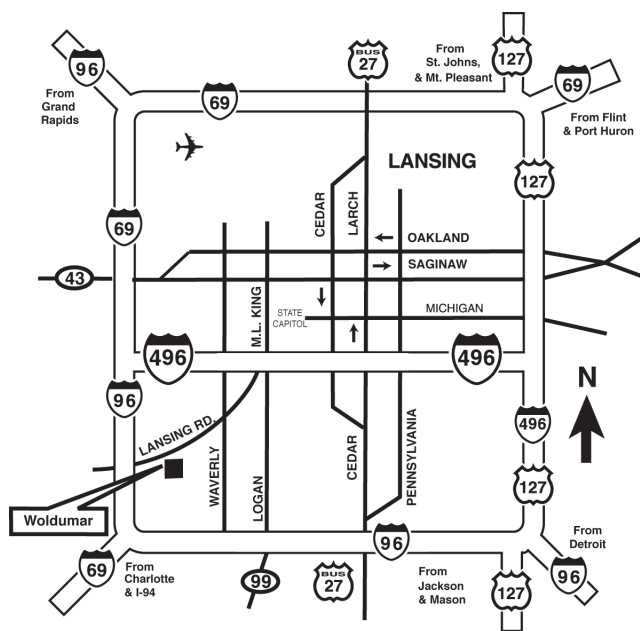 BUS
27
From
St. Johns,
& Mt. Pleasant
127
96
69
From
Grand
Rapids
69
From Flint
& Port Huron
LANSING
127
CEDAR
LARCH
69
OAKLAND
SAGINAW
43
M.L. KING
STATE
CAPITOL
MICHIGAN
496
496
N
96
LANSING RD.
496
WAVERLY
LOGAN
CEDAR
PENNSYLVANIA
127
Woldumar
96
From
Detroit
69
From
Charlotte
& I-94
99
BUS
27
From
Jackson
& Mason
127
96